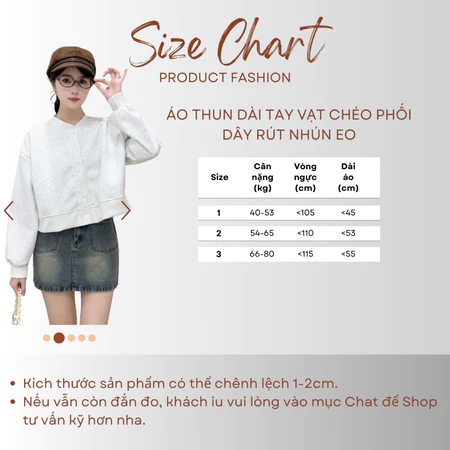 Size Chart
PRODUCT FASHION
ÁO THUN DÀI TAY VẠT CHÉO PHỐI
DÂY RÚT NHÚN EO
Size Cân nặng (kg) Vòng ngực (cm) Dài áo (cm)
1 40-53 <105 <45
2 54-65 <110 <53
3 66-80 <115 <55
Kích thước sản phẩm có thể chênh lệch 1-2cm.
Nếu vẫn còn đắn đo, khách iu vui lòng vào mục Chat để Shop
tư vấn kỹ hơn nha.